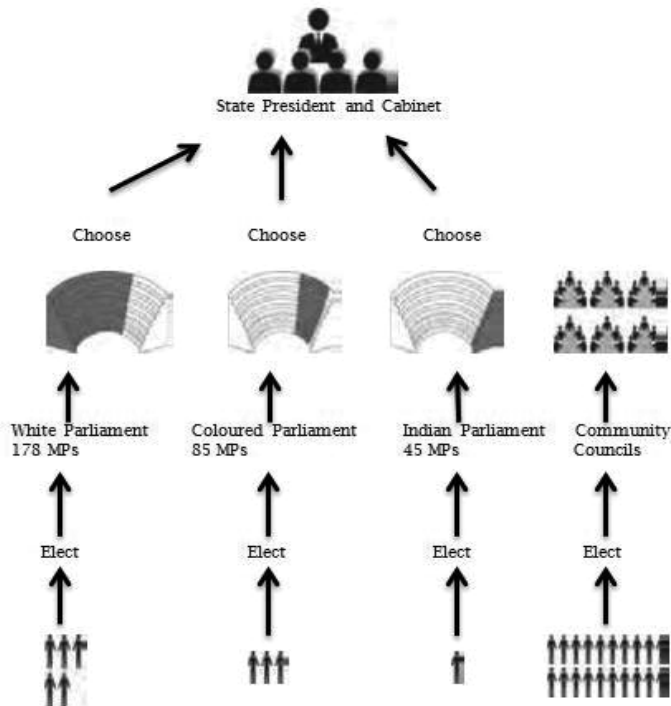 State President and Cabinet
Choose
Choose
Choose
White Parliament
178 MPs
Coloured Parliament
85 MPs
Indian Parliament
45 MPs
Community
Councils
Elect
Elect
Elect
Elect